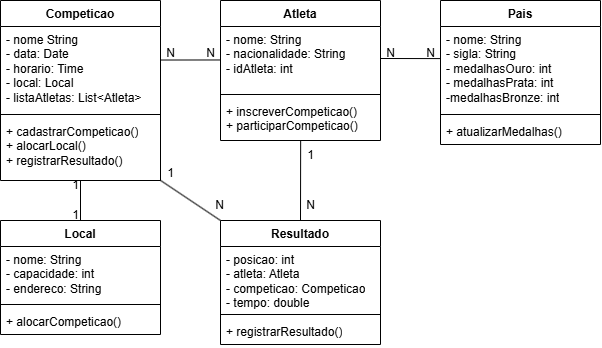 Competicao
- nome String
- data: Date
- horario: Time
- local: Local
- listaAtletas: List<Atleta>
+ cadastrarCompeticao()
+ alocarLocal()
+ registrarResultado()
N
N
Atleta
- nome: String
- nacionalidade: String
- idAtleta: int
+ inscreverCompeticao()
+ participarCompeticao()
N
N
Pais
- nome: String
- sigla: String
- medalhasOuro: int
- medalhasPrata: int
-medalhasBronze: int
+ atualizarMedalhas()
1
1
1
N
1
N
Local
- nome: String
- capacidade: int
- endereco: String
+ alocarCompeticao()
Resultado
- posicao: int
- atleta: Atleta
- competicao: Competicao
- tempo: double
+ registrarResultado()